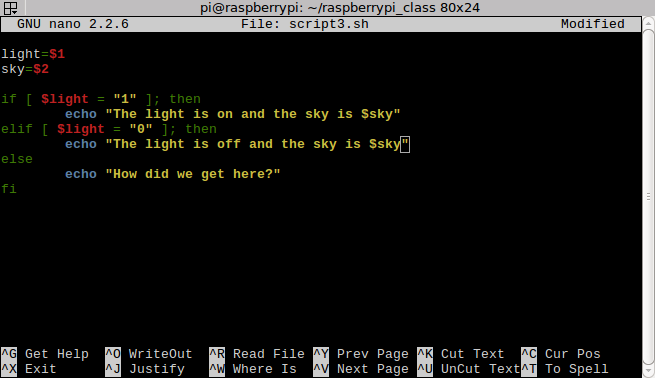 pi@raspberrypi: ~/raspberrypi_class 80x24
GNU nano 2.2.6 File: script3.sh Modified
light=$1
sky=$2
if [ $light = "1" ]; then
echo "The light is on and the sky is $sky"
elif [ $light = "0" ]; then
echo "The light is off and the sky is $sky"
else
echo "How did we get here?"
fi
^G Get Help ^O WriteOut ^R Read File ^Y Prev Page ^K Cut Text ^C Cur Pos
^X Exit ^J Justify ^W Where Is ^V Next Page ^U UnCut Text^T To Spell